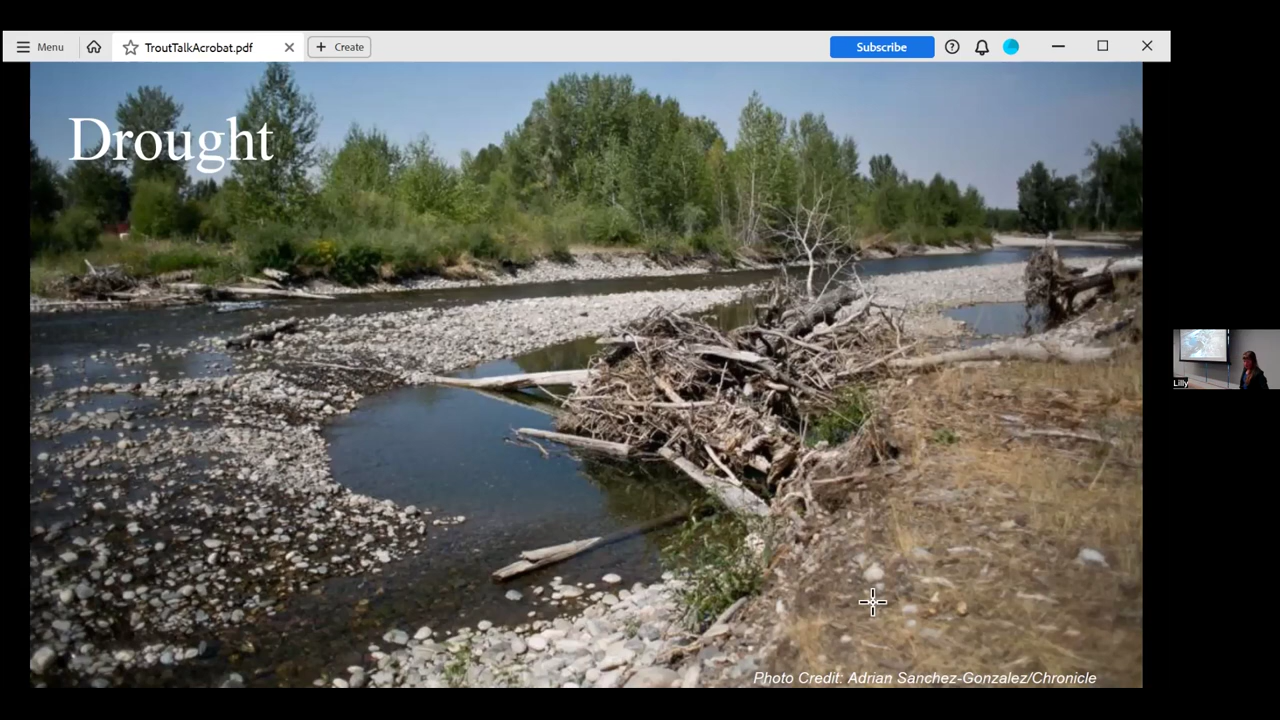 Menu
TroutTalkAcrobat.pdf
Create
Subscribe
Drought
Lilly
Photo Credit: Adrian Sanchez-Gonzalez/Chronicle